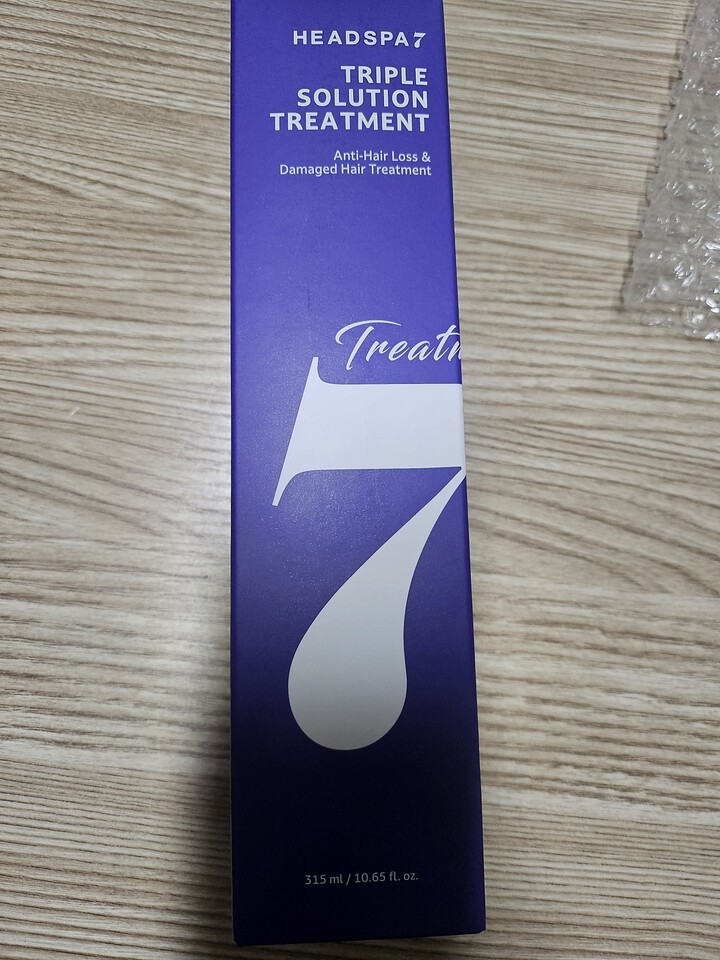 HEADSPA7
TRIPLE
SOLUTION
TREATMENT
Anti-Hair Loss &
Damaged Hair Treatment
7
315 ml / 10.65 fl. oz.